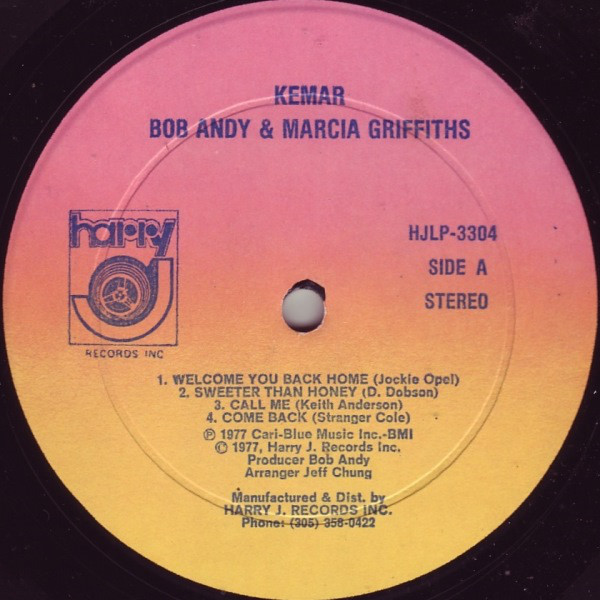 KEMAR
BOB ANDY & MARCIA GRIFFITHS
harry J
RECORDS INC
HJLP-3304
SIDE A
STEREO
1. WELCOME YOU BACK HOME (Jockie Opel)
2. SWEETER THAN HONEY (D. Dobson)
3. CALL ME (Keith Anderson)
4. COME BACK (Stranger Cole)
Ⓟ 1977 Cari-Blue Music Inc.-BMI
© 1977, Harry J. Records Inc.
Producer Bob Andy
Arranger Jeff Chung
Manufactured & Dist. by
HARRY J. RECORDS INC.
Phone: (305) 358-0422